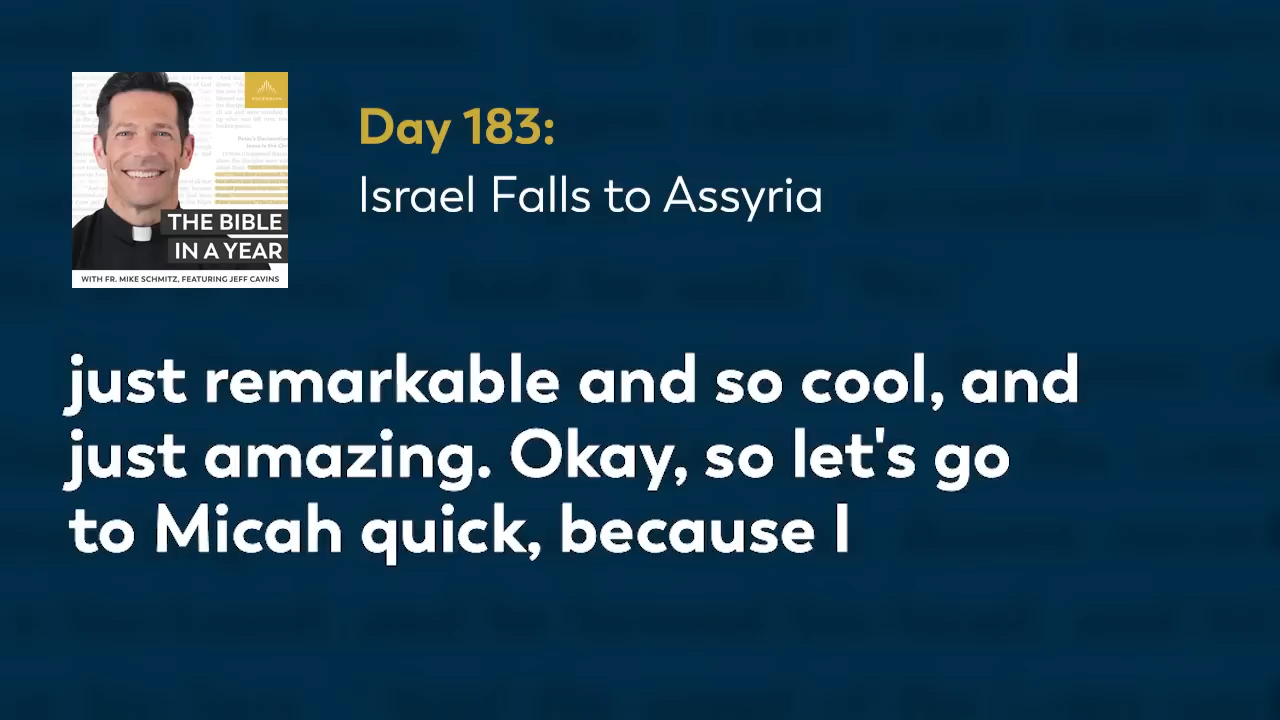 ASCENSION
THE BIBLE
IN A YEAR
WITH FR. MIKE SCHMITZ, FEATURING JEFF CAVINS
Day 183:
Israel Falls to Assyria
just remarkable and so cool, and
just amazing. Okay, so let's go
to Micah quick, because I